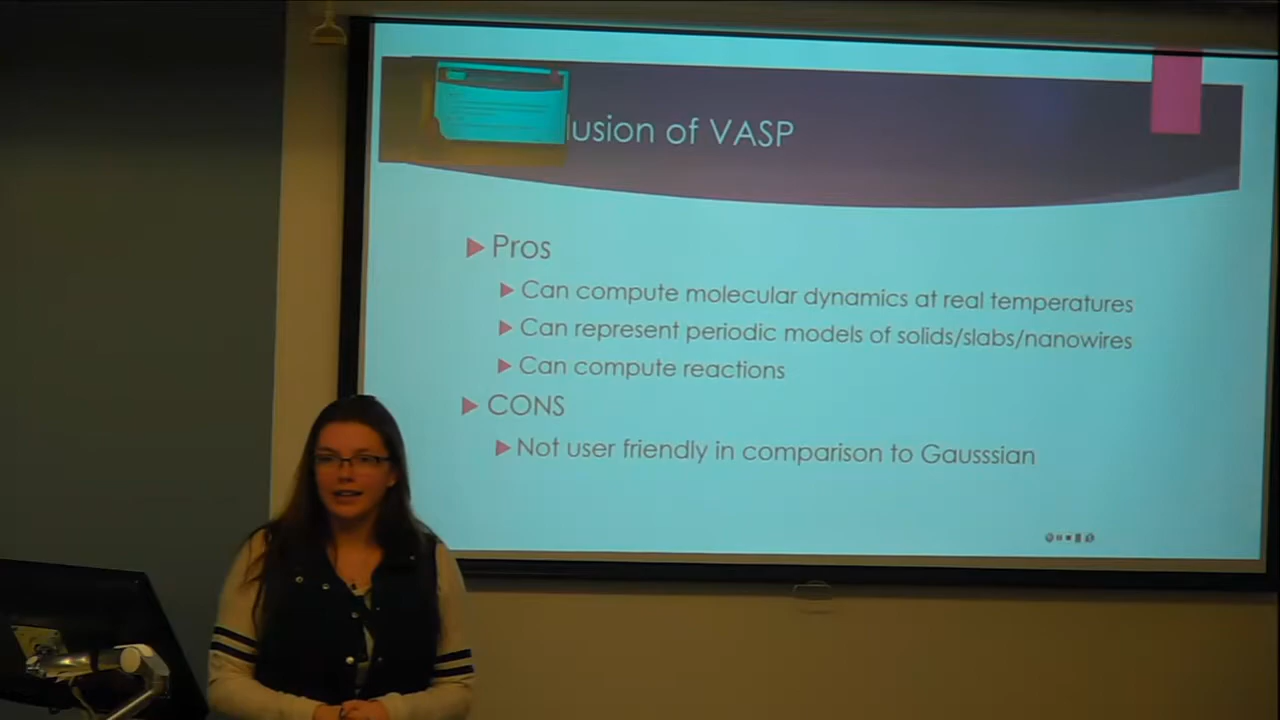 lusion of VASP
Pros
Can compute molecular dynamics at real temperatures
Can represent periodic models of solids/slabs/nanowires
Can compute reactions
CONS
Not user friendly in comparison to Gausssian